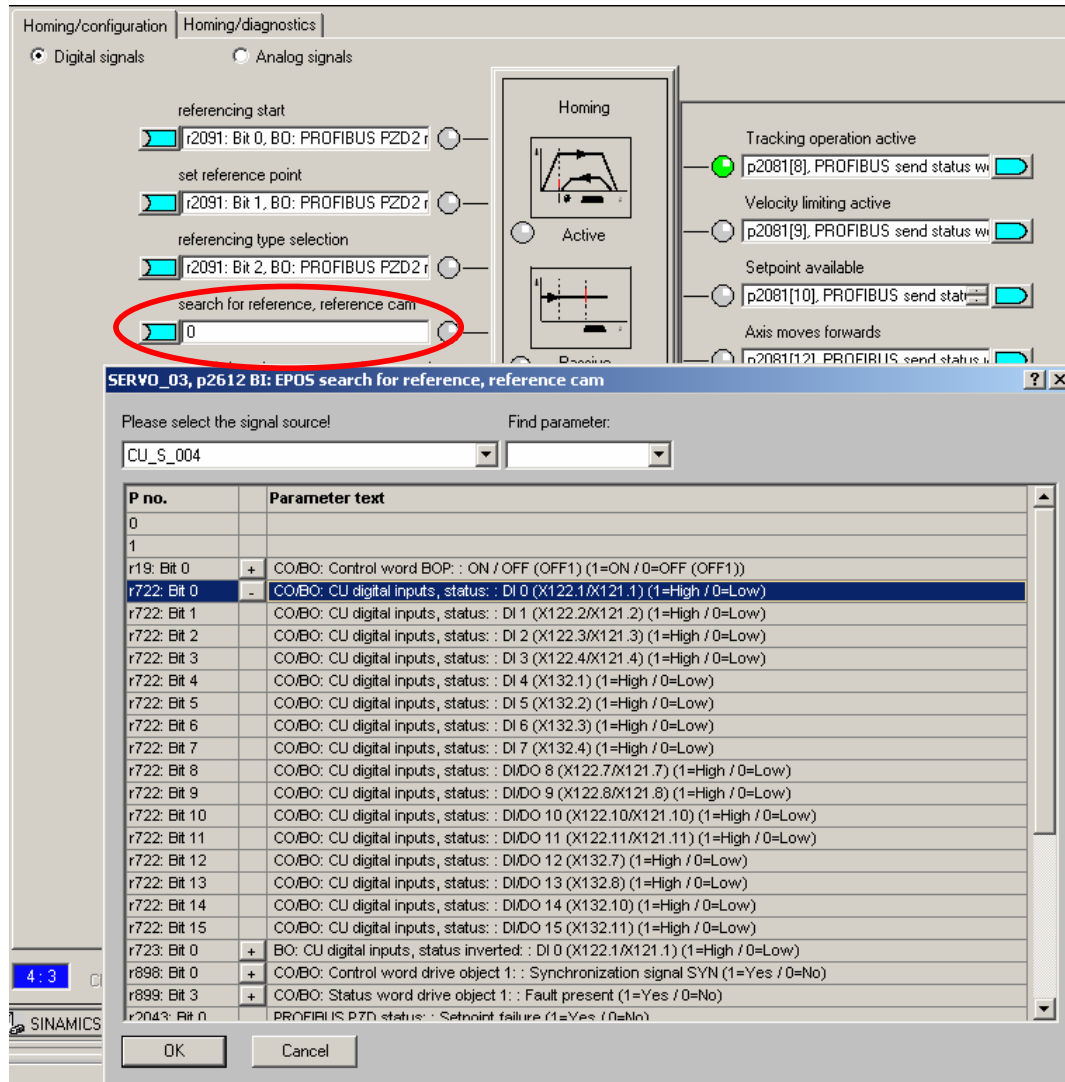 Homing/configuration Homing/diagnostics
Digital signals Analog signals
referencing start
r2091: Bit 0, BO: PROFIBUS PZD2 r
set reference point
r2091: Bit 1, BO: PROFIBUS PZD2 r
referencing type selection
r2091: Bit 2, BO: PROFIBUS PZD2 r
search for reference, reference cam
0
Homing
Active
Passive
Tracking operation active
p2081[8], PROFIBUS send status w
Velocity limiting active
p2081[9], PROFIBUS send status w
Setpoint available
p2081[10], PROFIBUS send stat
Axis moves forwards
p2081[12], PROFIBUS send status
SERVO_03, p2612 BI: EPOS search for reference, reference cam
Please select the signal source! Find parameter:
CU_S_004
P no. Parameter text
0
1
r19: Bit 0 + CO/BO: Control word BOP: : ON / OFF (OFF1) (1=ON / 0=OFF (OFF1))
r722: Bit 0 - CO/BO: CU digital inputs, status: : DI 0 (X122.1/X121.1) (1=High / 0=Low)
r722: Bit 1 CO/BO: CU digital inputs, status: : DI 1 (X122.2/X121.2) (1=High / 0=Low)
r722: Bit 2 CO/BO: CU digital inputs, status: : DI 2 (X122.3/X121.3) (1=High / 0=Low)
r722: Bit 3 CO/BO: CU digital inputs, status: : DI 3 (X122.4/X121.4) (1=High / 0=Low)
r722: Bit 4 CO/BO: CU digital inputs, status: : DI 4 (X132.1) (1=High / 0=Low)
r722: Bit 5 CO/BO: CU digital inputs, status: : DI 5 (X132.2) (1=High / 0=Low)
r722: Bit 6 CO/BO: CU digital inputs, status: : DI 6 (X132.3) (1=High / 0=Low)
r722: Bit 7 CO/BO: CU digital inputs, status: : DI 7 (X132.4) (1=High / 0=Low)
r722: Bit 8 CO/BO: CU digital inputs, status: : DI/DO 8 (X122.7/X121.7) (1=High / 0=Low)
r722: Bit 9 CO/BO: CU digital inputs, status: : DI/DO 9 (X122.8/X121.8) (1=High / 0=Low)
r722: Bit 10 CO/BO: CU digital inputs, status: : DI/DO 10 (X122.10/X121.10) (1=High / 0=Low)
r722: Bit 11 CO/BO: CU digital inputs, status: : DI/DO 11 (X122.11/X121.11) (1=High / 0=Low)
r722: Bit 12 CO/BO: CU digital inputs, status: : DI/DO 12 (X132.7) (1=High / 0=Low)
r722: Bit 13 CO/BO: CU digital inputs, status: : DI/DO 13 (X132.8) (1=High / 0=Low)
r722: Bit 14 CO/BO: CU digital inputs, status: : DI/DO 14 (X132.10) (1=High / 0=Low)
r722: Bit 15 CO/BO: CU digital inputs, status: : DI/DO 15 (X132.11) (1=High / 0=Low)
r723: Bit 0 + BO: CU digital inputs, status inverted: : DI 0 (X122.1/X121.1) (1=High / 0=Low)
r898: Bit 0 + CO/BO: Control word drive object 1: : Synchronization signal SYN (1=Yes / 0=No)
r899: Bit 3 + CO/BO: Status word drive object 1: : Fault present (1=Yes / 0=No)
r2043: Bit 0 PROFIBUS PZD status: : Setpoint failure (1=Yes / 0=No)
4:3
SINAMICS
OK Cancel